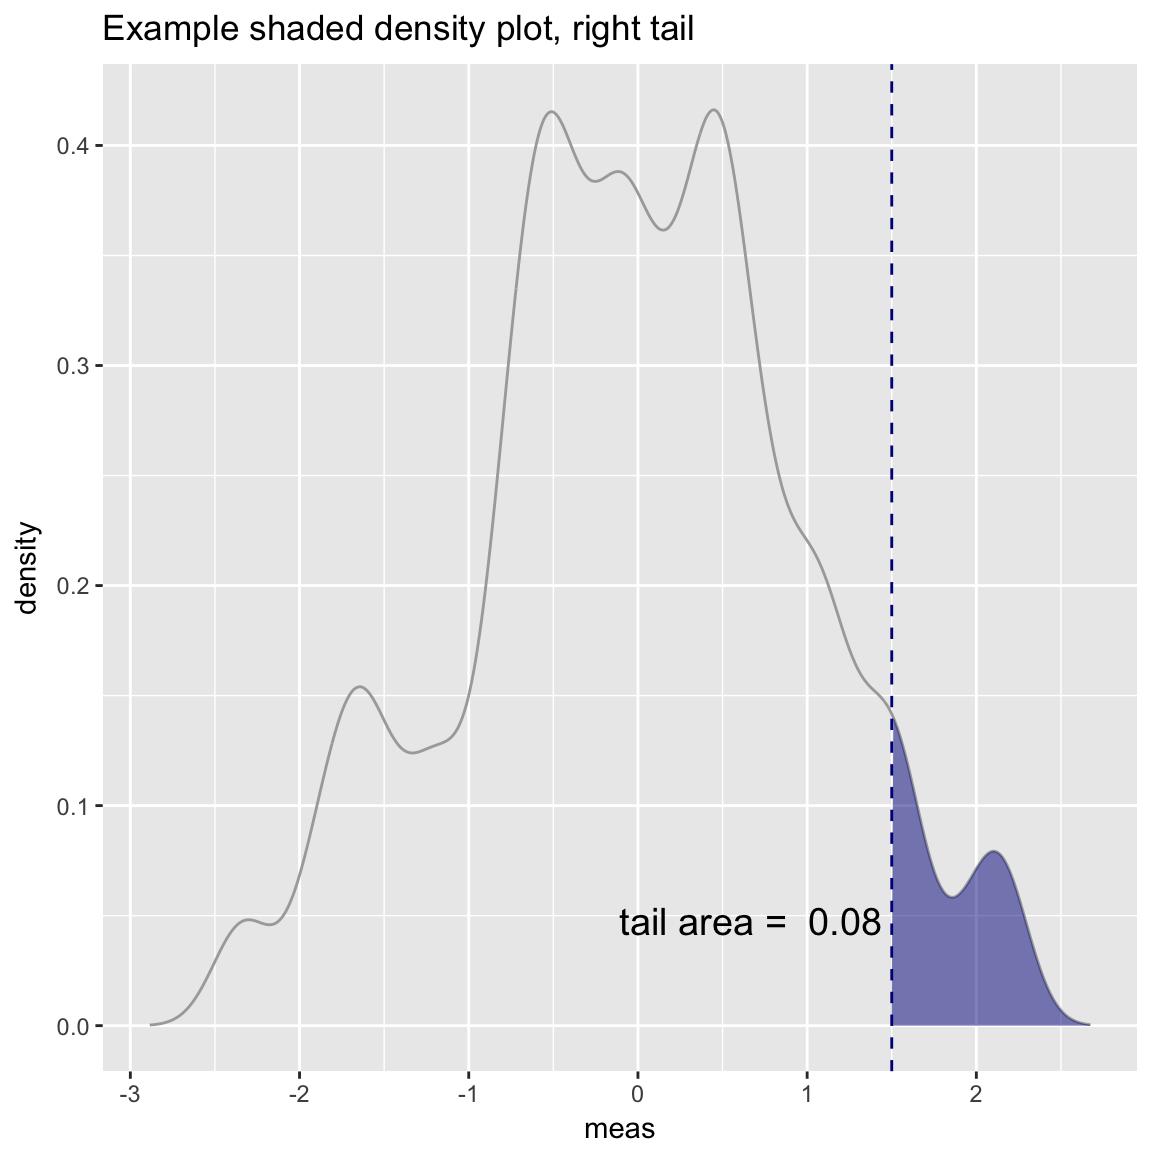 Example shaded density plot, right tail
density
0.4
0.3
0.2
0.1
0.0
tail area =  0.08
-3 -2 -1 0 1 2
meas